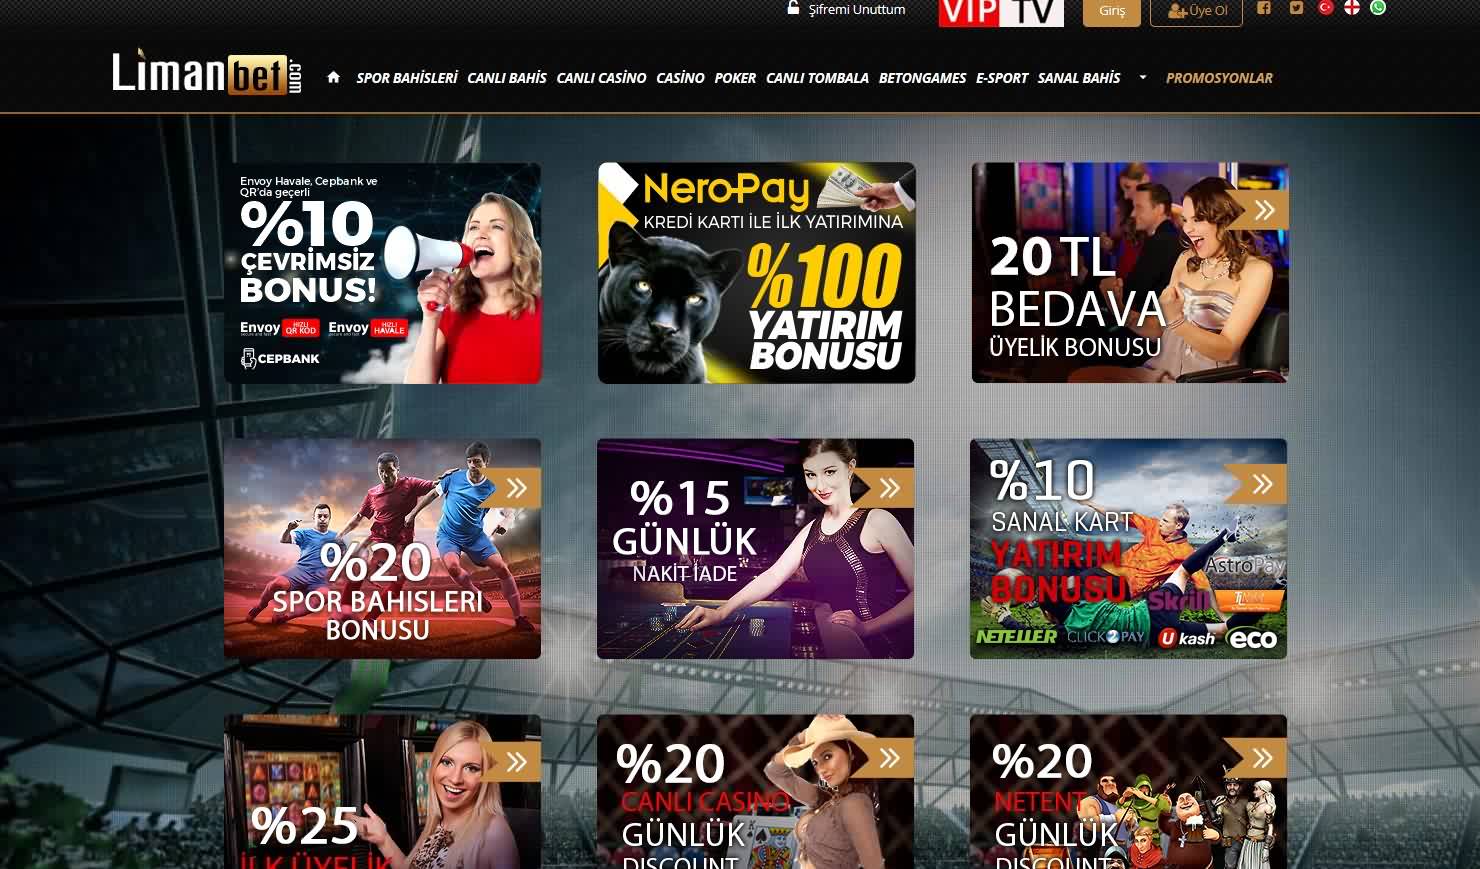 Şifremi Unuttum
VIP TV
Giriş
Üye Ol
Limanbet.com
SPOR BAHİSLERİ CANLI BAHİS CANLI CASİNO CASİNO POKER CANLI TOMBALA BETONGAMES E-SPORT SANAL BAHİS PROMOSYONLAR
Envoy Havale, Cepbank ve
QR'da geçerli
%10
ÇEVRİMSİZ
BONUS!
Envoy HIZLI QR KOD Envoy HIZLI HAVALE
CEPBANK
NeroPay
KREDİ KARTI İLE İLK YATIRIMINA
%100
YATIRIM
BONUSU
20 TL
BEDAVA
ÜYELİK BONUSU
%20
SPOR BAHISLERI
BONUSU
%15
GÜNLÜK
NAKİT İADE
%10
SANAL KART
YATIRIM
BONUSU
AstroPay
Skrill
NETELLER CLICK2PAY Ukash eco
%25
İLK ÜYELİK
%20
CANLI CASINO
GÜNLÜK
DISCOUNT
%20
NETENT
GÜNLÜK
DISCOUNT